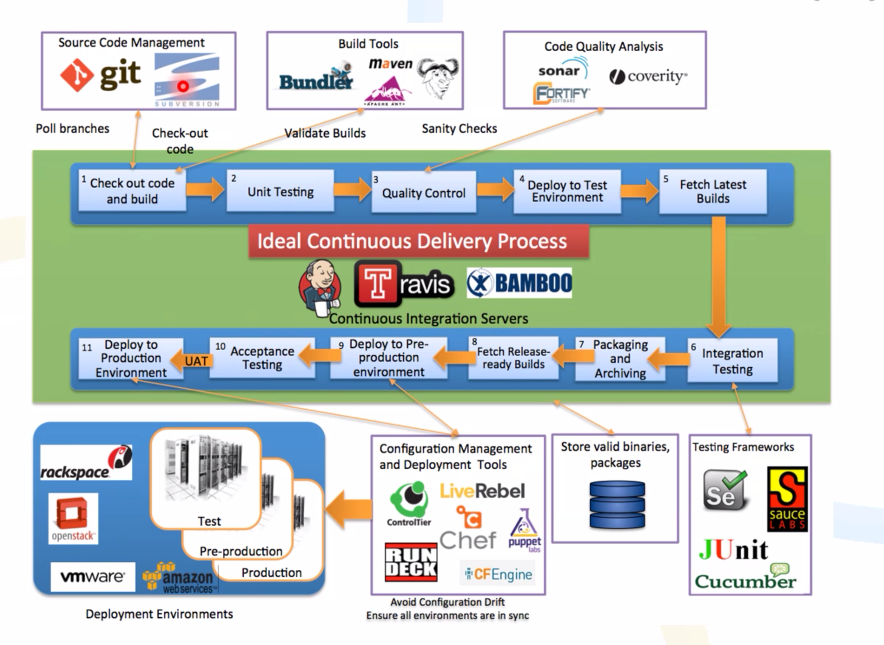 Source Code Management
git
SUBVERSION
Build Tools
Bundler
maven
APACHE ANT
Code Quality Analysis
sonar
FORTIFY
SOFTWARE
coverity
Poll branches
Check-out
code
Validate Builds
Sanity Checks
1 Check out code
and build
2 Unit Testing
3 Quality Control
4 Deploy to Test
Environment
5 Fetch Latest
Builds
Ideal Continuous Delivery Process
Travis
BAMBOO
Continuous Integration Servers
11 Deploy to
Production
Environment
UAT
10 Acceptance
Testing
9 Deploy to Pre-
production
environment
8 Fetch Release-
ready Builds
7 Packaging
and
Archiving
6 Integration
Testing
rackspace
openstack
vmware
amazon
webservices
Test
Pre-production
Production
Deployment Environments
Configuration Management
and Deployment Tools
ControlTier
LiveRebel
Chef
puppet
labs
RUN
DECK
CFEngine
Avoid Configuration Drift
Ensure all environments are in sync
Store valid binaries,
packages
Testing Frameworks
Se
SAUCE
LABS
JUnit
Cucumber